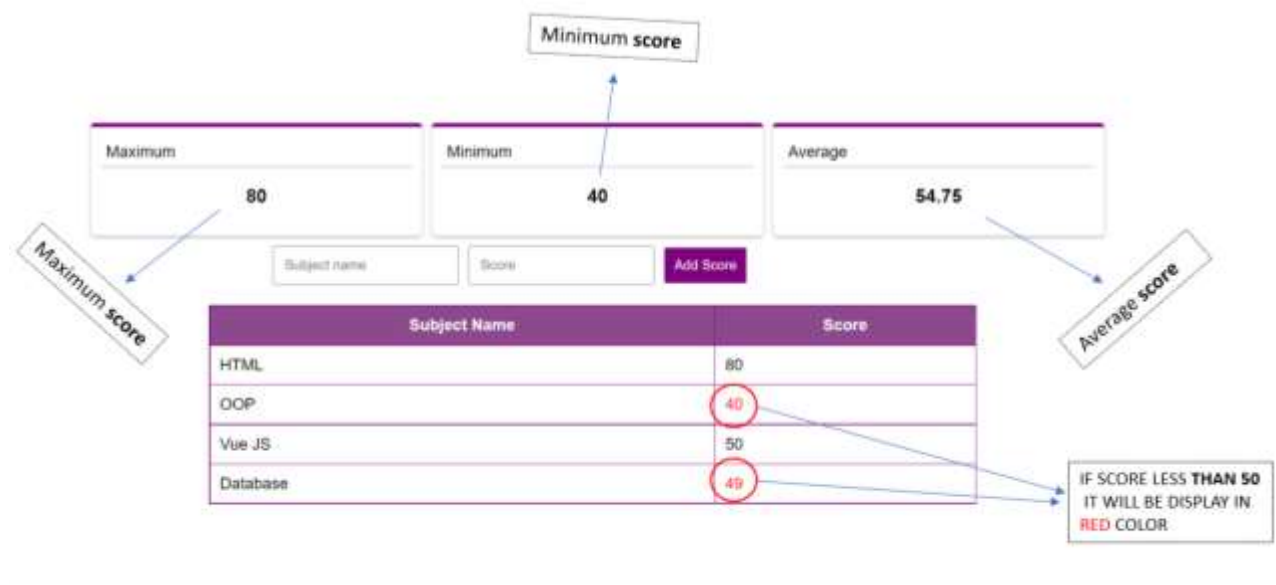 Minimum score
Maximum
Minimum
Average
80
40
54.75
Maximum score
Subject name
Score
Add Score
Average score
Subject Name
Score
HTML
80
OOP
40
Vue JS
50
Database
49
IF SCORE LESS THAN 50
IT WILL BE DISPLAY IN
RED COLOR